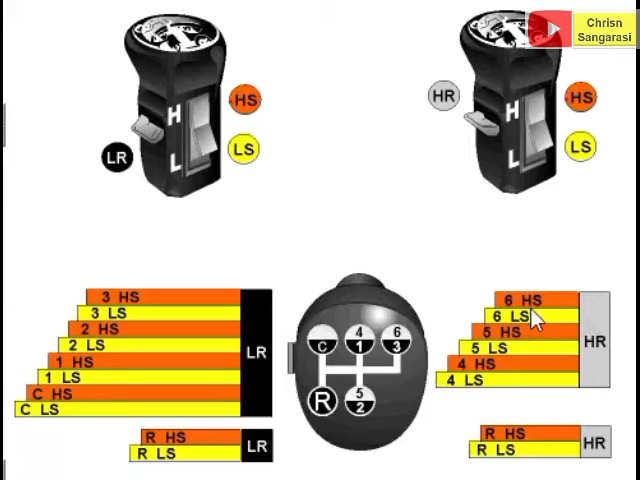 Chrisn
Sangarasi
H
L
HS
LS
LR
HR
H
L
HS
LS
3 HS
3 LS
2 HS
2 LS
1 HS
1 LS
C HS
C LS
LR
R HS
R LS
LR
C 4 6
1 3
R 5
2
6 HS
6 LS
5 HS
5 LS
4 HS
4 LS
HR
R HS
R LS
HR